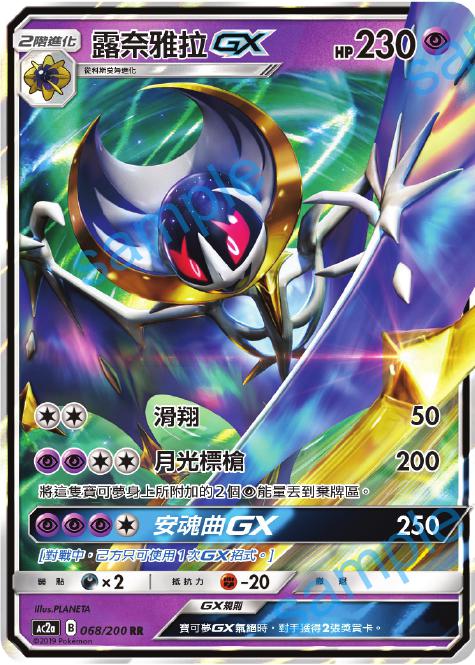 2階進化
露奈雅拉GX
HP230
從科斯莫姆進化
sample
sample
sample
sample
滑翔 50
月光標槍 200
將這隻寶可夢身上所附加的2個能量丟到棄牌區。
安魂曲GX 250
[對戰中,己方只可使用1次GX招式。]
弱點 ×2 抵抗力 -20 撤退
illus.PLANETA
GX規則
AC2a B 068/200 RR
寶可夢GX氣絕時,對手獲得2張獎賞卡。
©2019 Pokémon